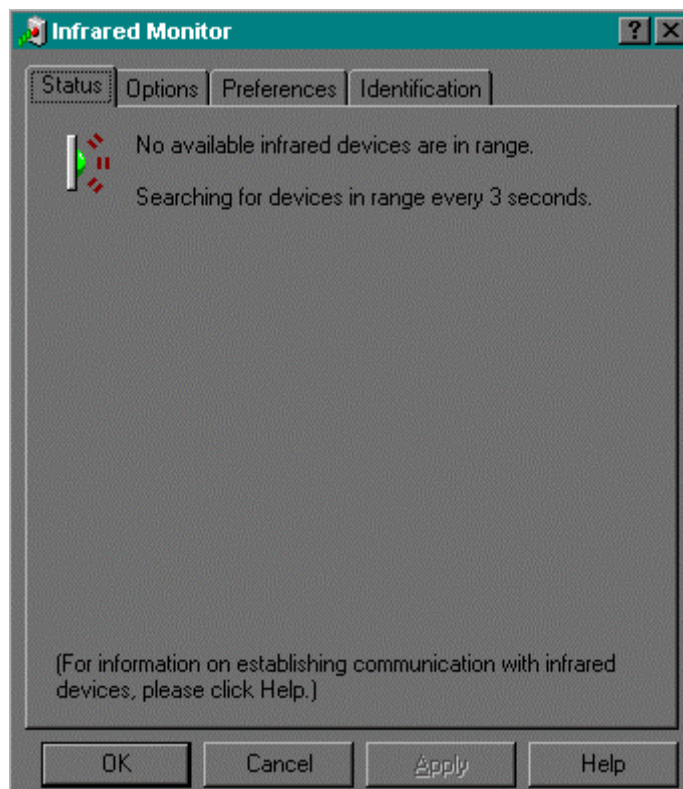 Infrared Monitor
Status Options Preferences Identification
No available infrared devices are in range.
Searching for devices in range every 3 seconds.
(For information on establishing communication with infrared
devices, please click Help.)
OK Cancel Apply Help